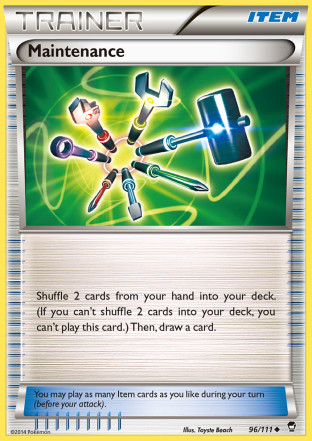 TRAINER ITEM
Maintenance
Shuffle 2 cards from your hand into your deck.
(If you can't shuffle 2 cards into your deck, you
can't play this card.) Then, draw a card.
You may play as many Item cards as you like during your turn
(before your attack).
©2014 Pokémon
Illus. Toyste Beach
96/111